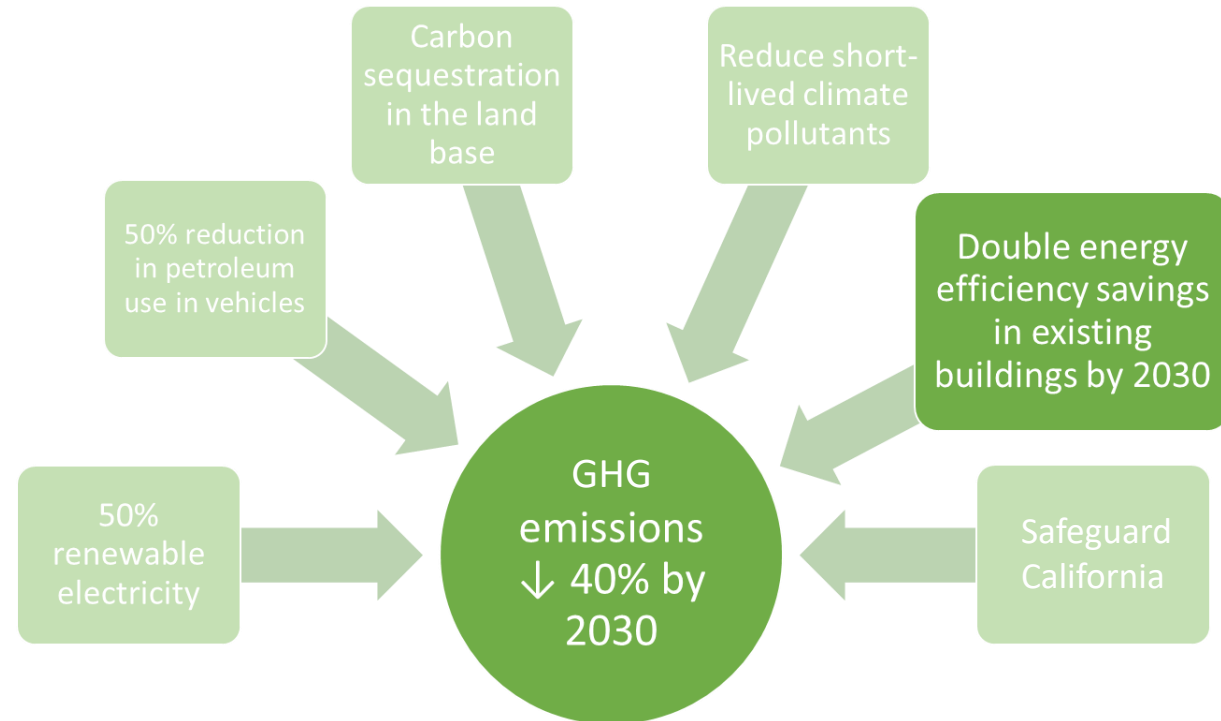 Carbon
sequestration
in the land
base
Reduce short-
lived climate
pollutants
50% reduction
in petroleum
use in vehicles
Double energy
efficiency savings
in existing
buildings by 2030
50%
renewable
electricity
GHG
emissions
↓ 40% by
2030
Safeguard
California